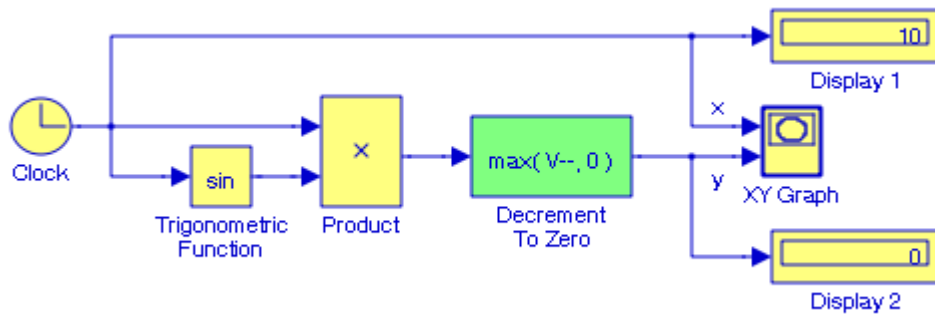 10
Display 1
Clock
sin
Trigonometric
Function
×
Product
max( V--, 0 )
Decrement
To Zero
x
y
XY Graph
0
Display 2